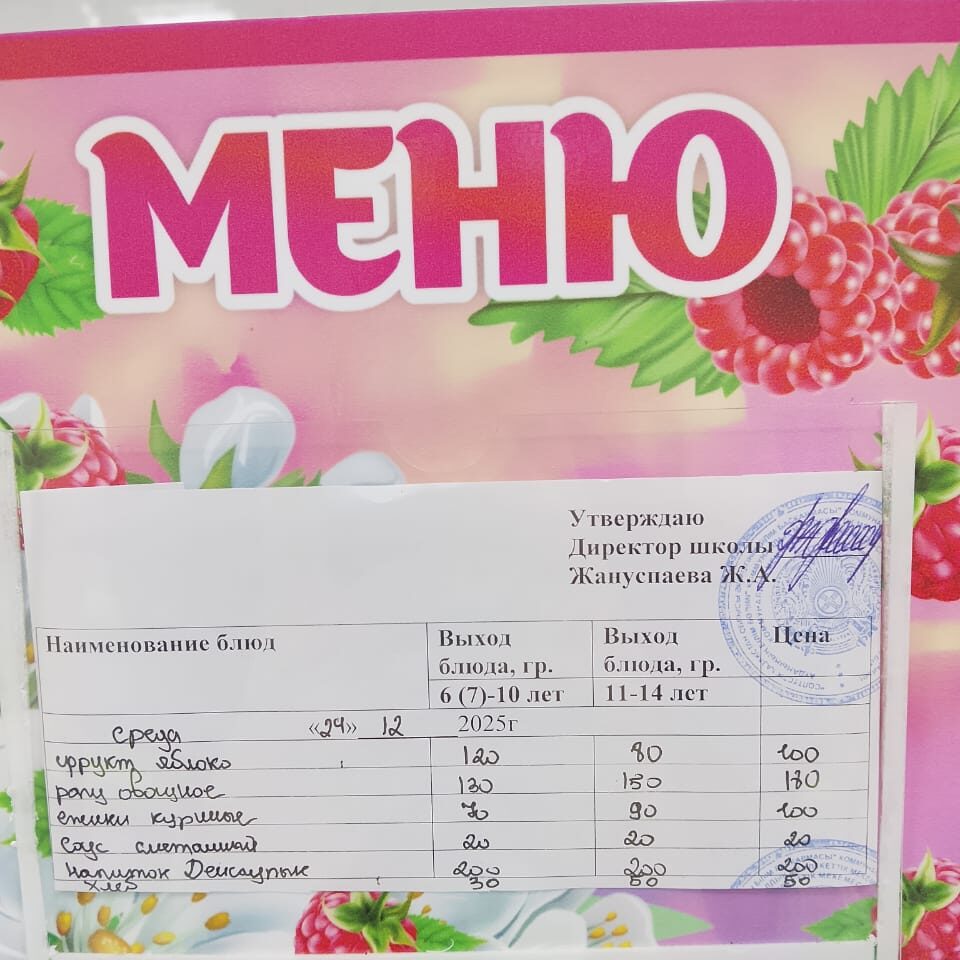 МЕНЮ
Утверждаю
Директор школы
Жануспаева Ж.А.
Наименование блюд Выход блюда, гр. Выход блюда, гр. Цена
6 (7)-10 лет 11-14 лет
среда «24» 12 2025г
фрукт яблоко 120 80 100
рагу овощное 130 150 180
ежики куриные 70 90 100
соус сметанный 20 20 20
напиток Денсаулык 200 200 200
хлеб 30 50 50